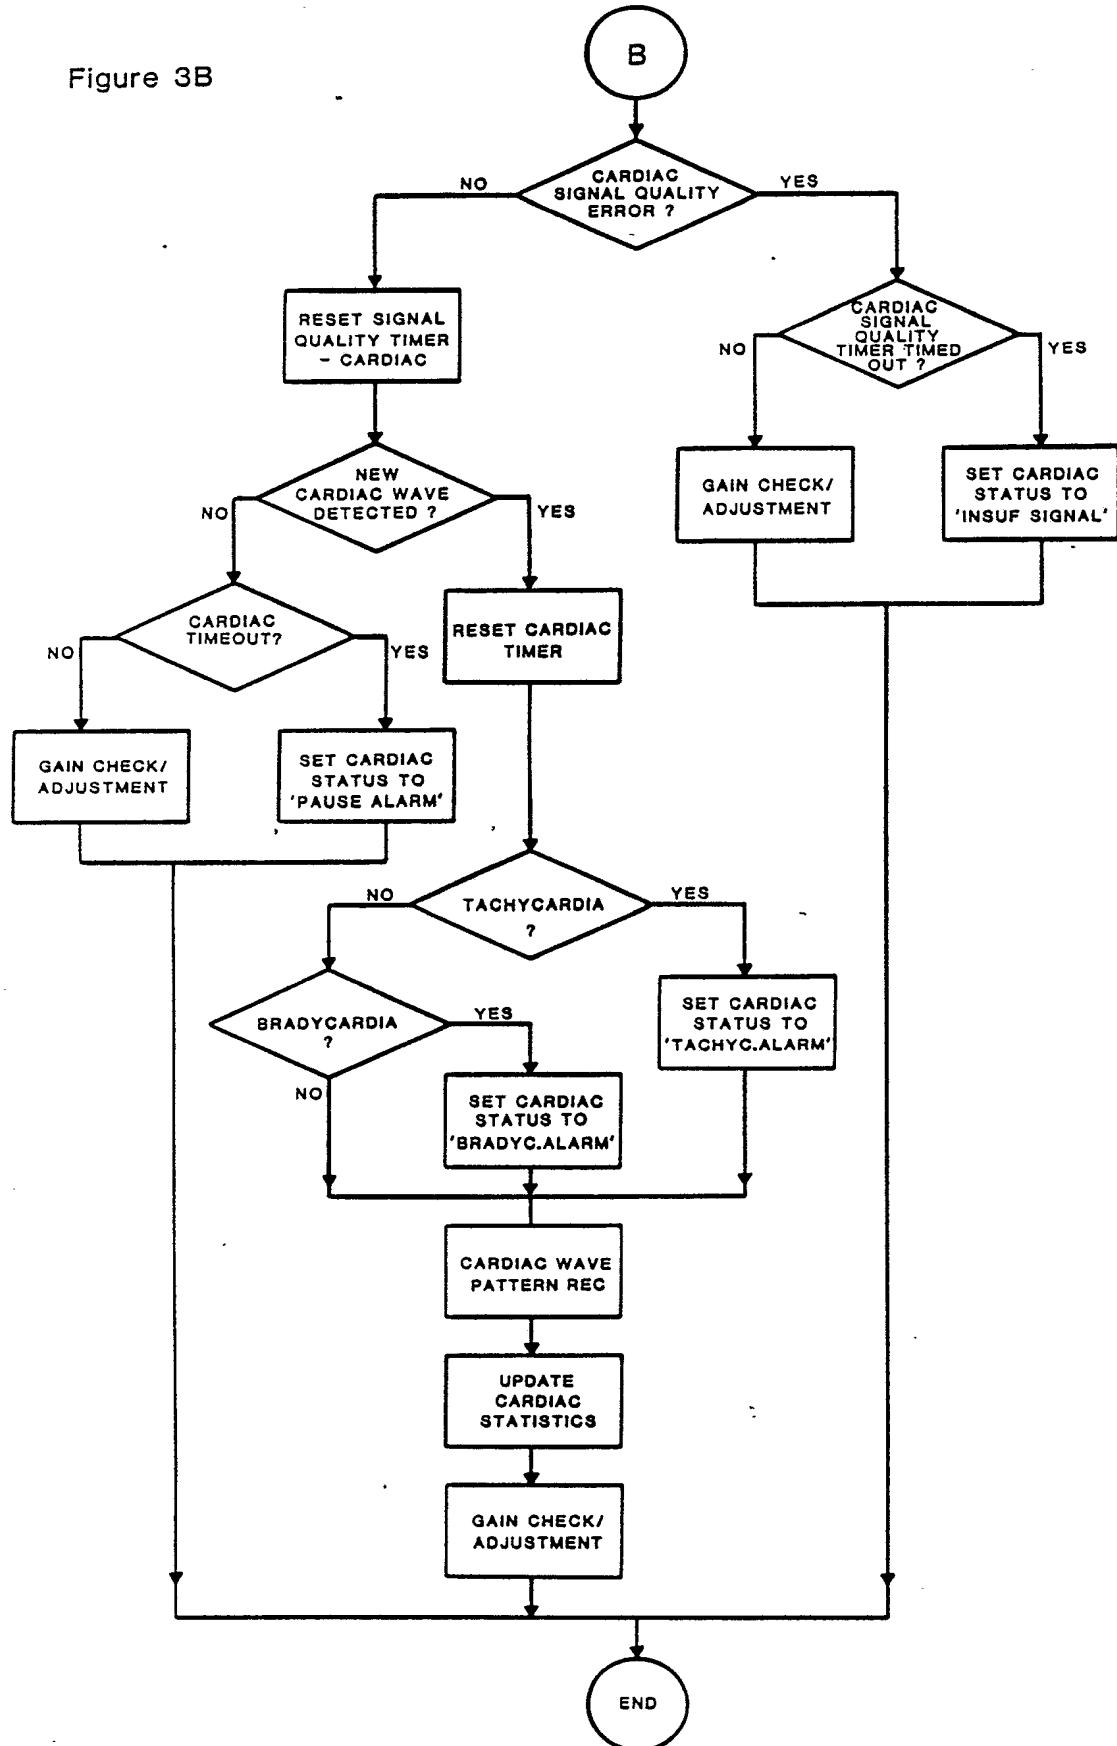 Figure 3B
B
CARDIAC
SIGNAL QUALITY
ERROR ?
NO
YES
RESET SIGNAL
QUALITY TIMER
- CARDIAC
CARDIAC
SIGNAL
QUALITY
TIMER TIMED
OUT ?
NO
YES
GAIN CHECK/
ADJUSTMENT
SET CARDIAC
STATUS TO
'INSUF SIGNAL'
NEW
CARDIAC WAVE
DETECTED ?
NO
YES
CARDIAC
TIMEOUT?
NO
YES
RESET CARDIAC
TIMER
GAIN CHECK/
ADJUSTMENT
SET CARDIAC
STATUS TO
'PAUSE ALARM'
TACHYCARDIA
?
NO
YES
BRADYCARDIA
?
YES
NO
SET CARDIAC
STATUS TO
'TACHYC.ALARM'
SET CARDIAC
STATUS TO
'BRADYC.ALARM'
CARDIAC WAVE
PATTERN REC
UPDATE
CARDIAC
STATISTICS
GAIN CHECK/
ADJUSTMENT
END